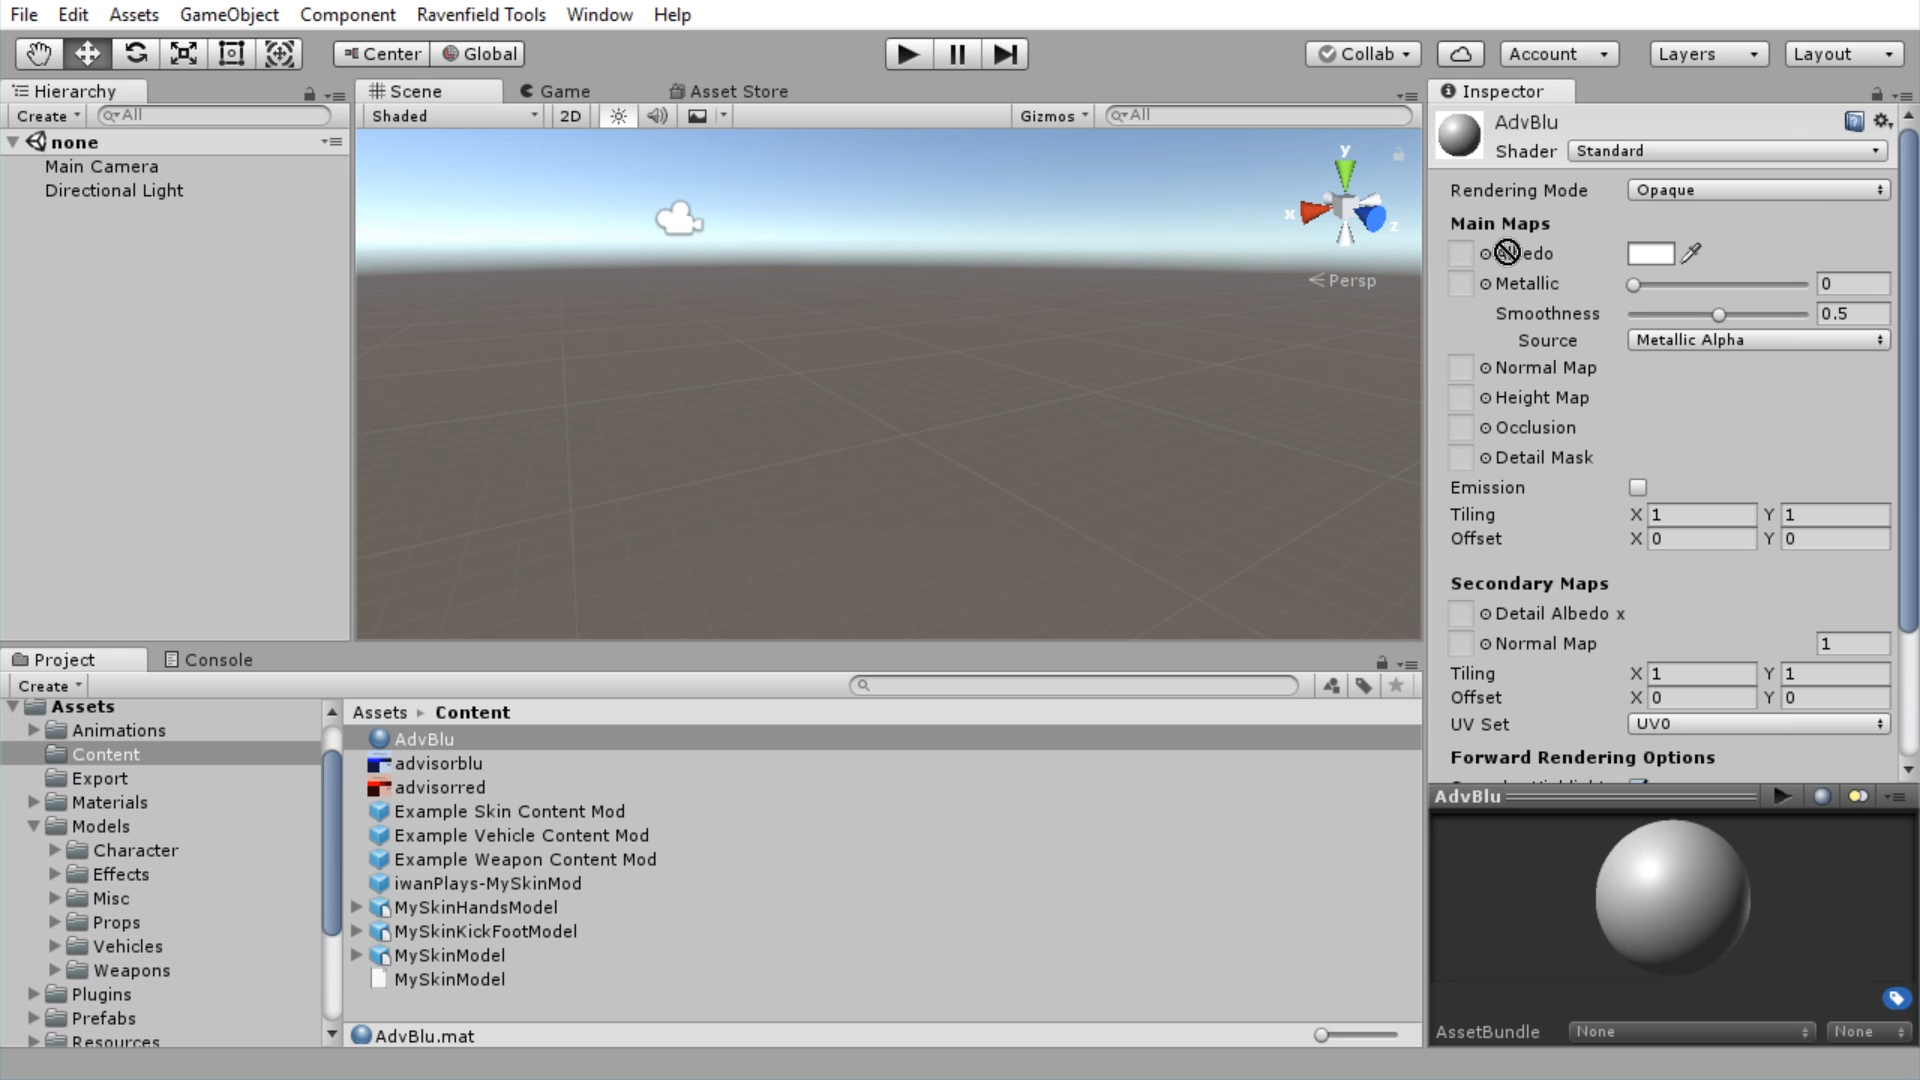 File Edit Assets GameObject Component Ravenfield Tools Window Help
Center Global Collab Account Layers Layout
Hierarchy
Create All
none
Main Camera
Directional Light
Scene Game Asset Store
Shaded 2D Gizmos All
y
x
z
Persp
Inspector
AdvBlu
Shader Standard
Rendering Mode Opaque
Main Maps
Metallic 0
Smoothness 0.5
Source Metallic Alpha
Normal Map
Height Map
Occlusion
Detail Mask
Emission
Tiling X 1 Y 1
Offset X 0 Y 0
Secondary Maps
Detail Albedo x
Normal Map 1
Tiling X 1 Y 1
Offset X 0 Y 0
UV Set UV0
Forward Rendering Options
AdvBlu
AssetBundle None None
Project Console
Create
Assets
Animations
Content
Export
Materials
Models
Character
Effects
Misc
Props
Vehicles
Weapons
Plugins
Prefabs
Resources
Assets Content
AdvBlu
advisorblu
advisorred
Example Skin Content Mod
Example Vehicle Content Mod
Example Weapon Content Mod
iwanPlays-MySkinMod
MySkinHandsModel
MySkinKickFootModel
MySkinModel
MySkinModel
AdvBlu.mat